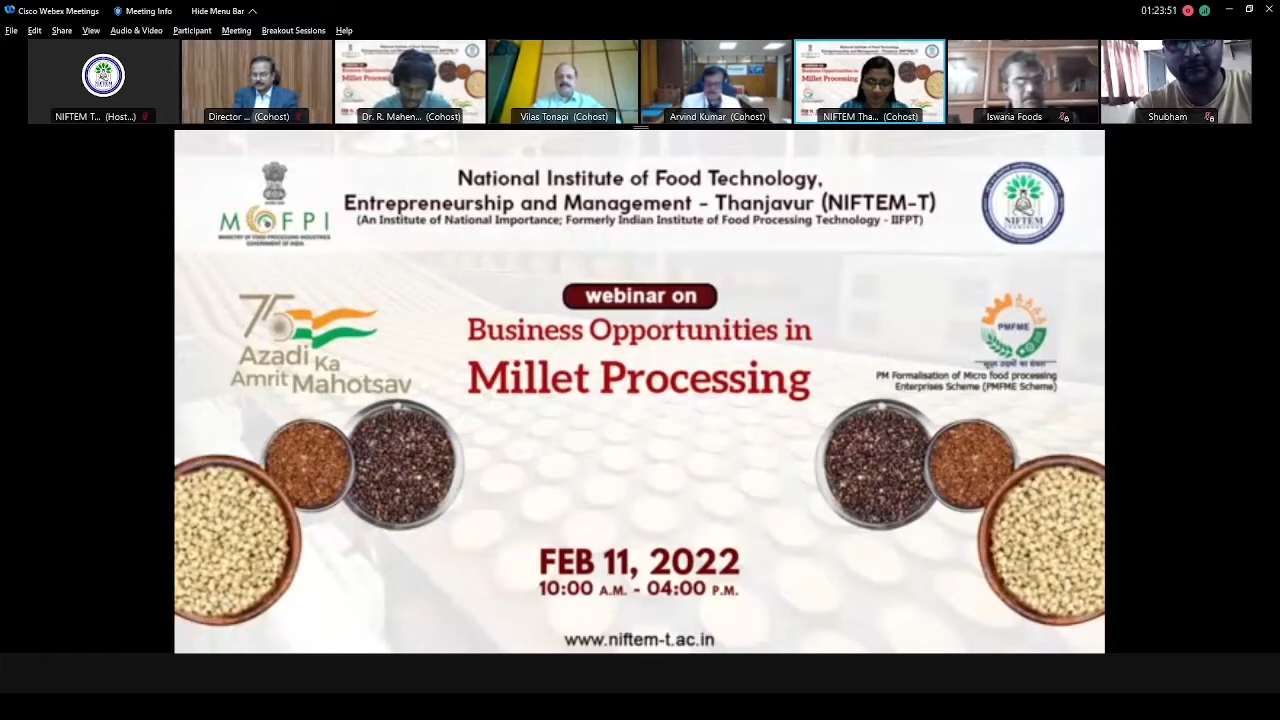 Cisco Webex Meetings
Meeting Info
Hide Menu Bar
01:23:51
File Edit Share View Audio & Video Participant Meeting Breakout Sessions Help
NIFTEM T... (...t...)
Director ... (Cohost)
Dr. R. Mahen... (Cohost)
Vilas Tonapi (Cohost)
Arvind Kumar (Cohost)
NIFTEM Tha... (Cohost)
Iswaria Foods
Shubham
National Institute of Food Technology,
Entrepreneurship and Management - Thanjavur (NIFTEM-T)
(An Institute of National Importance; Formerly Indian Institute of Food Processing Technology - IIFPT)
MOFPI
MINISTRY OF FOOD PROCESSING INDUSTRIES
GOVERNMENT OF INDIA
NIFTEM
webinar on
Business Opportunities in
Millet Processing
75
Azadi Ka
Amrit Mahotsav
PMFME
PM Formalisation of Micro food processing
Enterprises Scheme (PMFME Scheme)
FEB 11, 2022
10:00 A.M. - 04:00 P.M.
www.niftem-t.ac.in